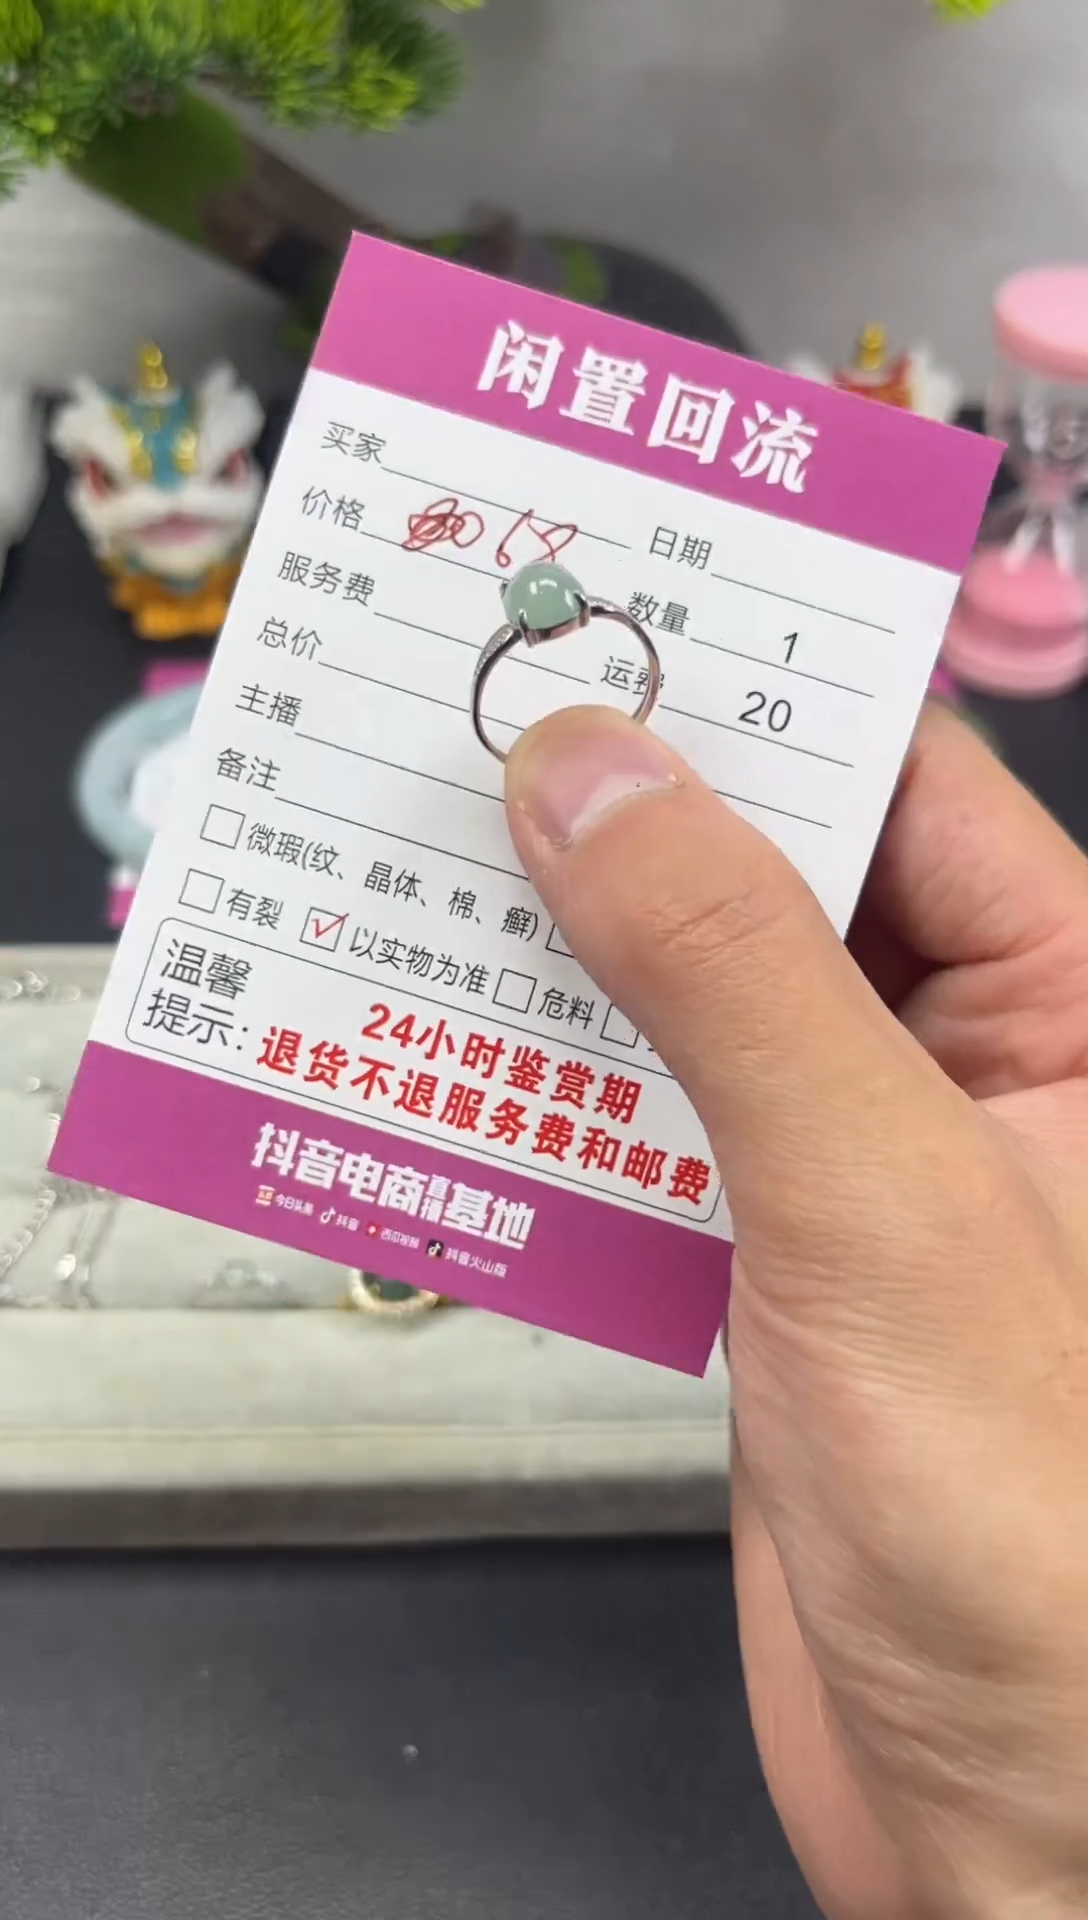 闲置回流
买家
日期
价格
数量 1
服务费
运费 20
总价
主播
备注
微瑕(纹、晶体、棉、癣)
有裂 ✓ 以实物为准 危料
温馨提示:
24小时鉴赏期
退货不退服务费和邮费
抖音电商直播基地
今日头条 抖音 西瓜视频 抖音火山版